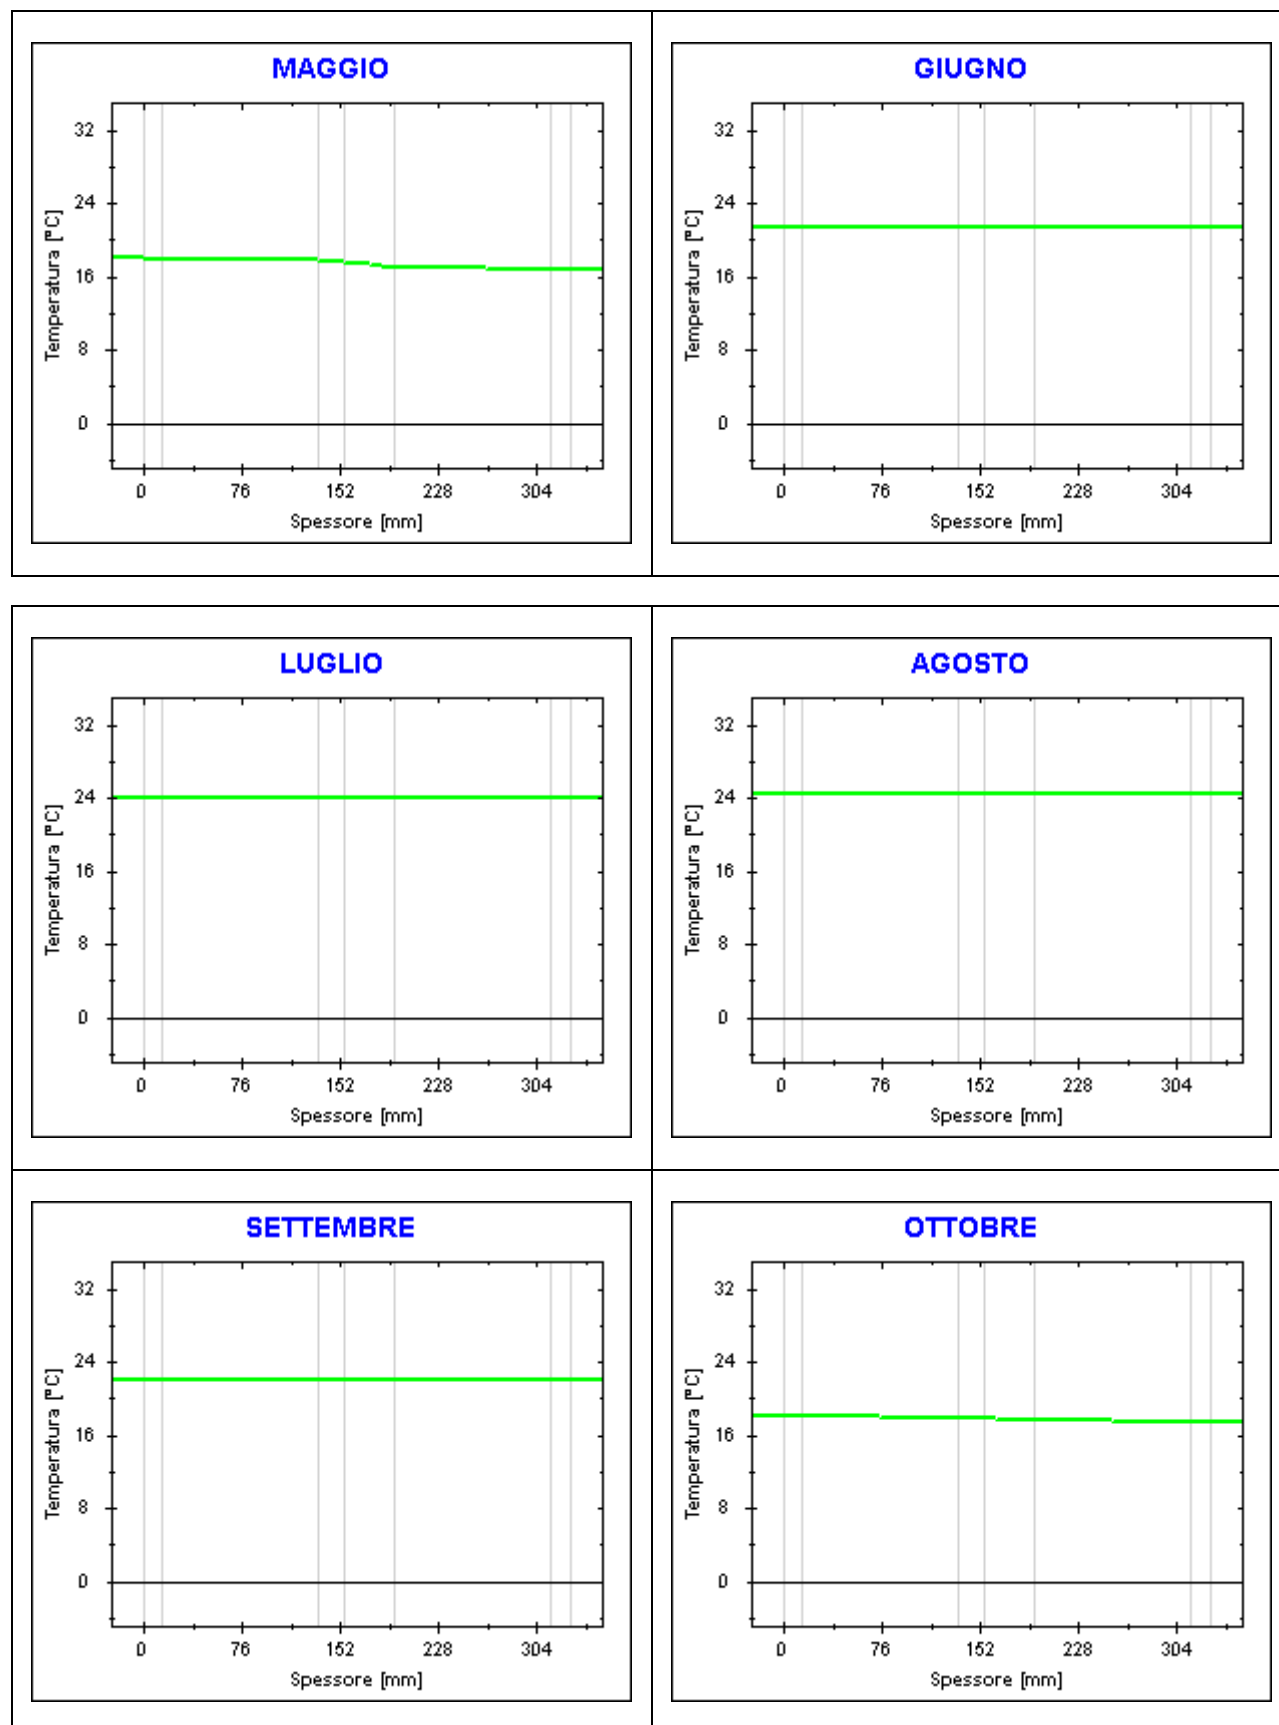 MAGGIO
32
24
16
8
0
Temperatura [°C]
0 76 152 228 304
Spessore [mm]
GIUGNO
32
24
16
8
0
Temperatura [°C]
0 76 152 228 304
Spessore [mm]
LUGLIO
32
24
16
8
0
Temperatura [°C]
0 76 152 228 304
Spessore [mm]
AGOSTO
32
24
16
8
0
Temperatura [°C]
0 76 152 228 304
Spessore [mm]
SETTEMBRE
32
24
16
8
0
Temperatura [°C]
0 76 152 228 304
Spessore [mm]
OTTOBRE
32
24
16
8
0
Temperatura [°C]
0 76 152 228 304
Spessore [mm]